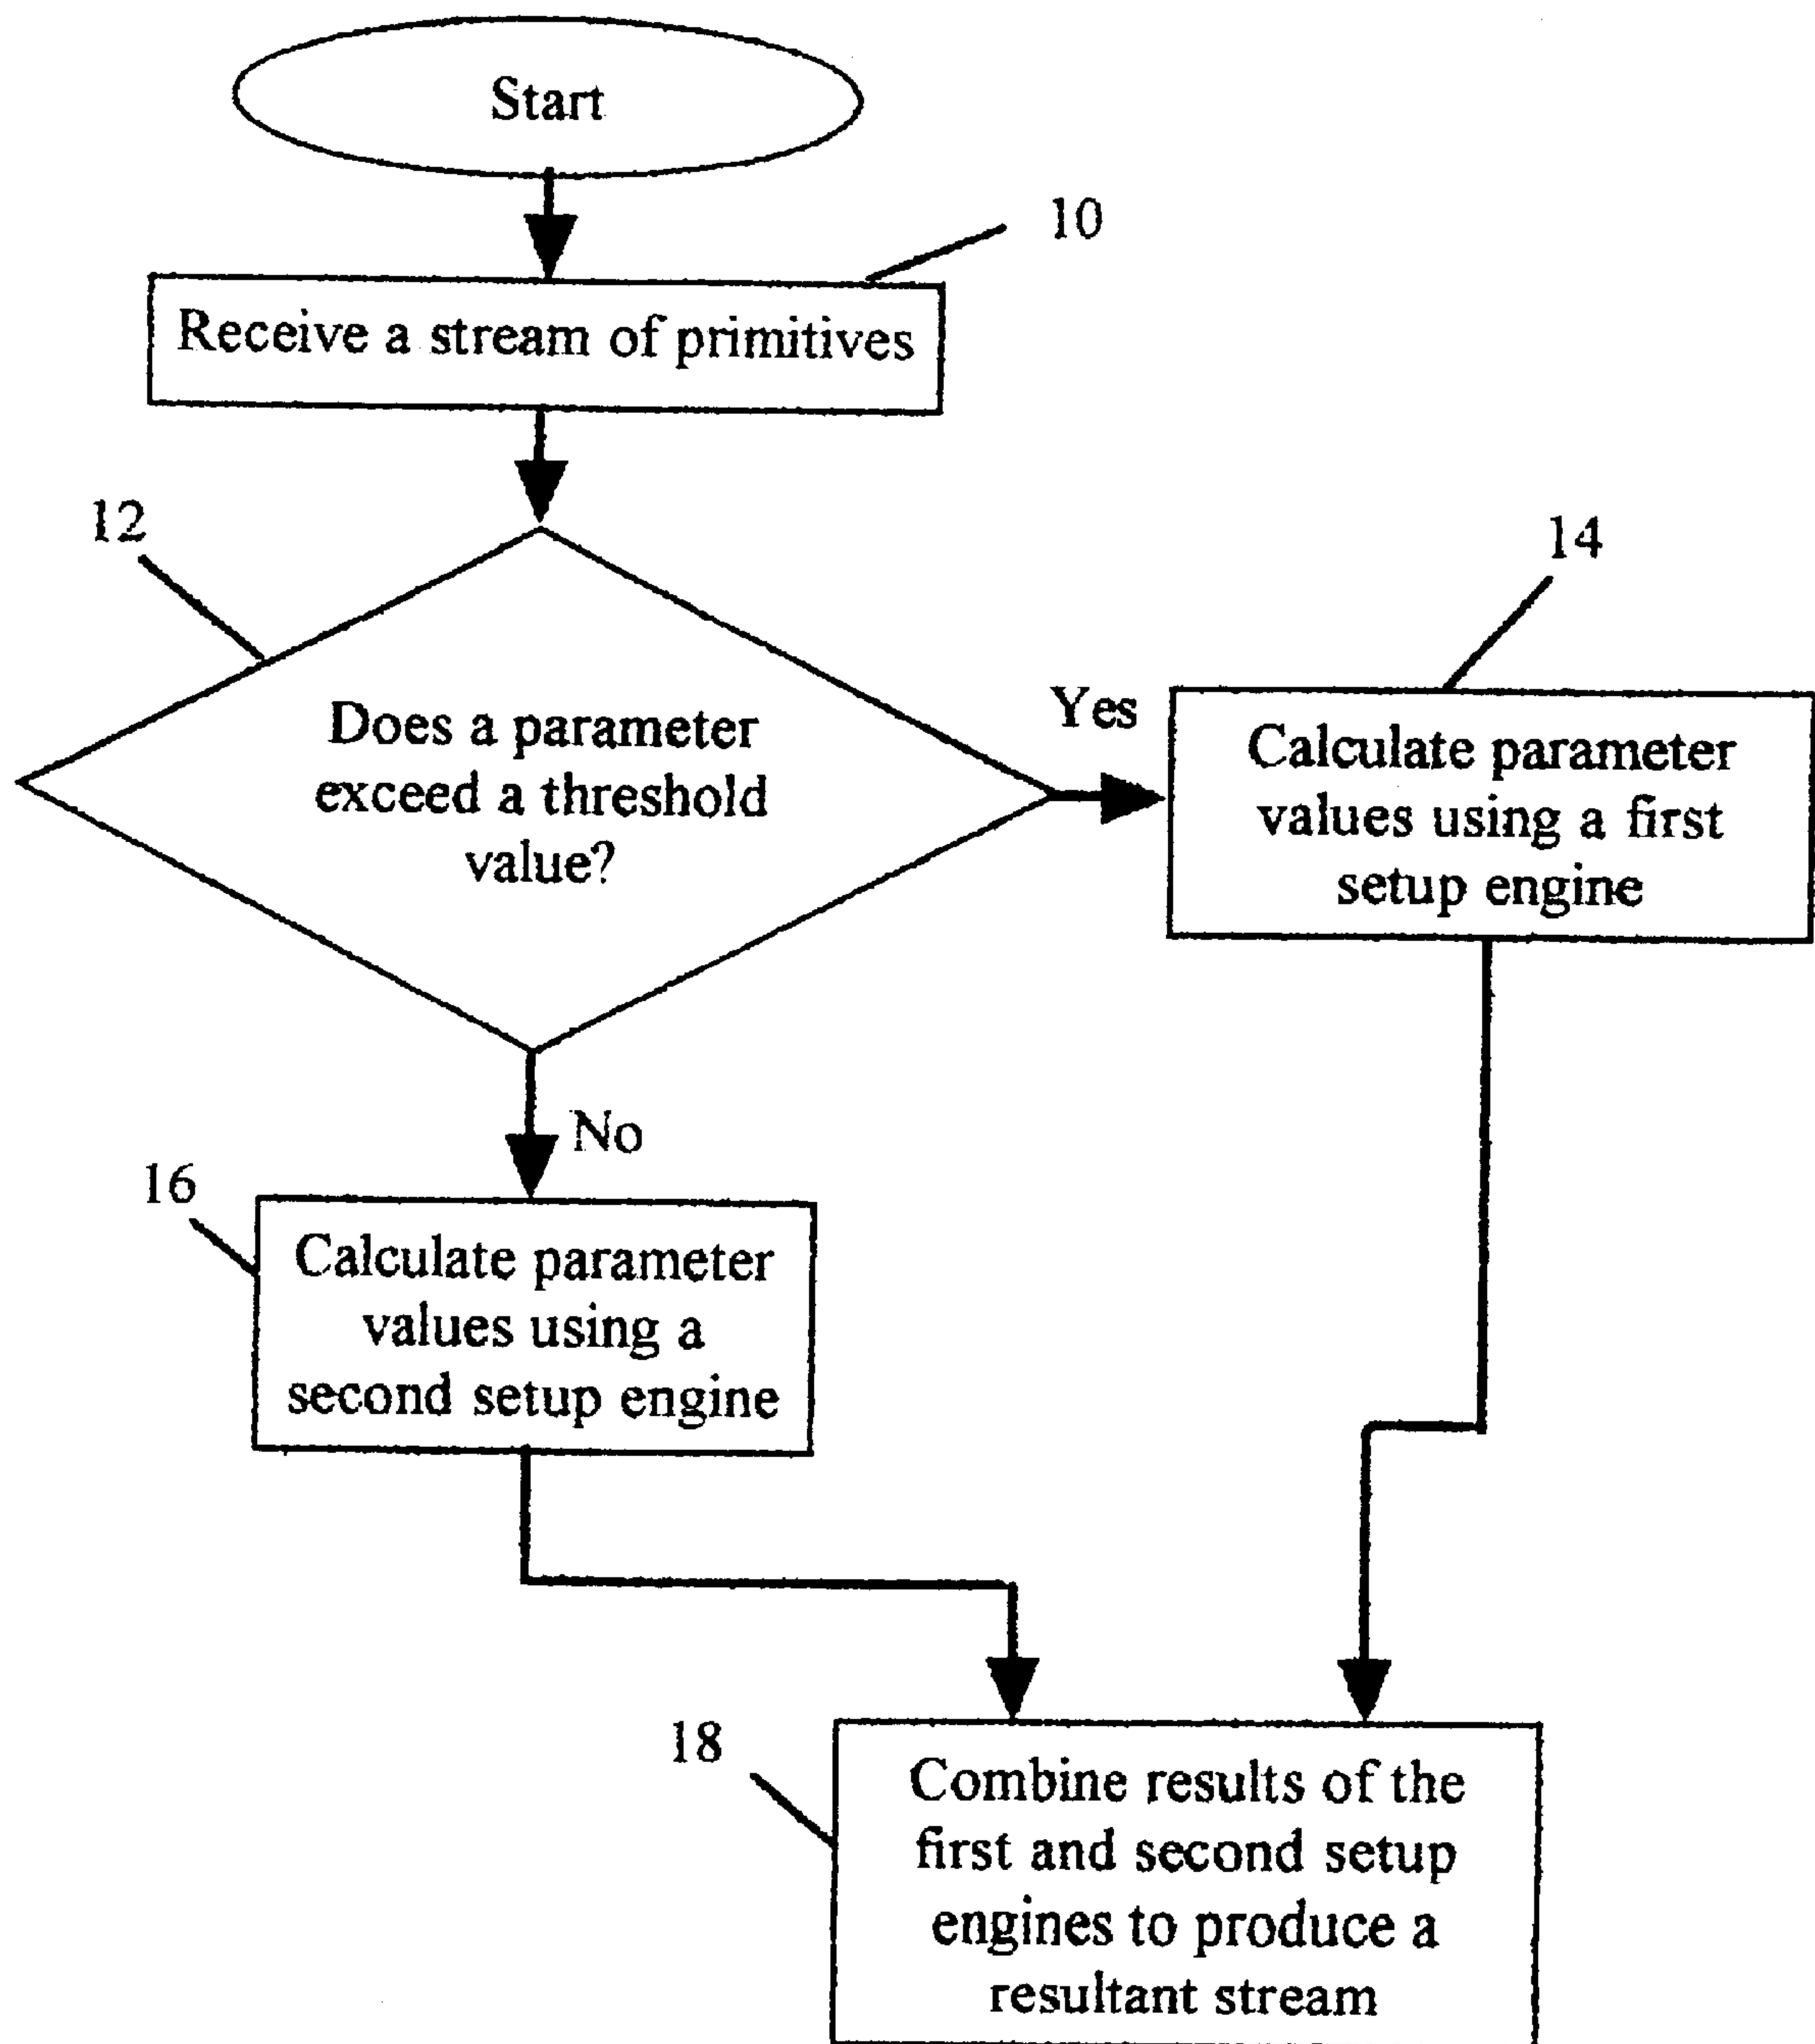 Start
10
Receive a stream of primitives
12
14
Does a parameter
exceed a threshold
value?
Yes
Calculate parameter
values using a first
setup engine
No
16
Calculate parameter
values using a
second setup engine
18
Combine results of the
first and second setup
engines to produce a
resultant stream